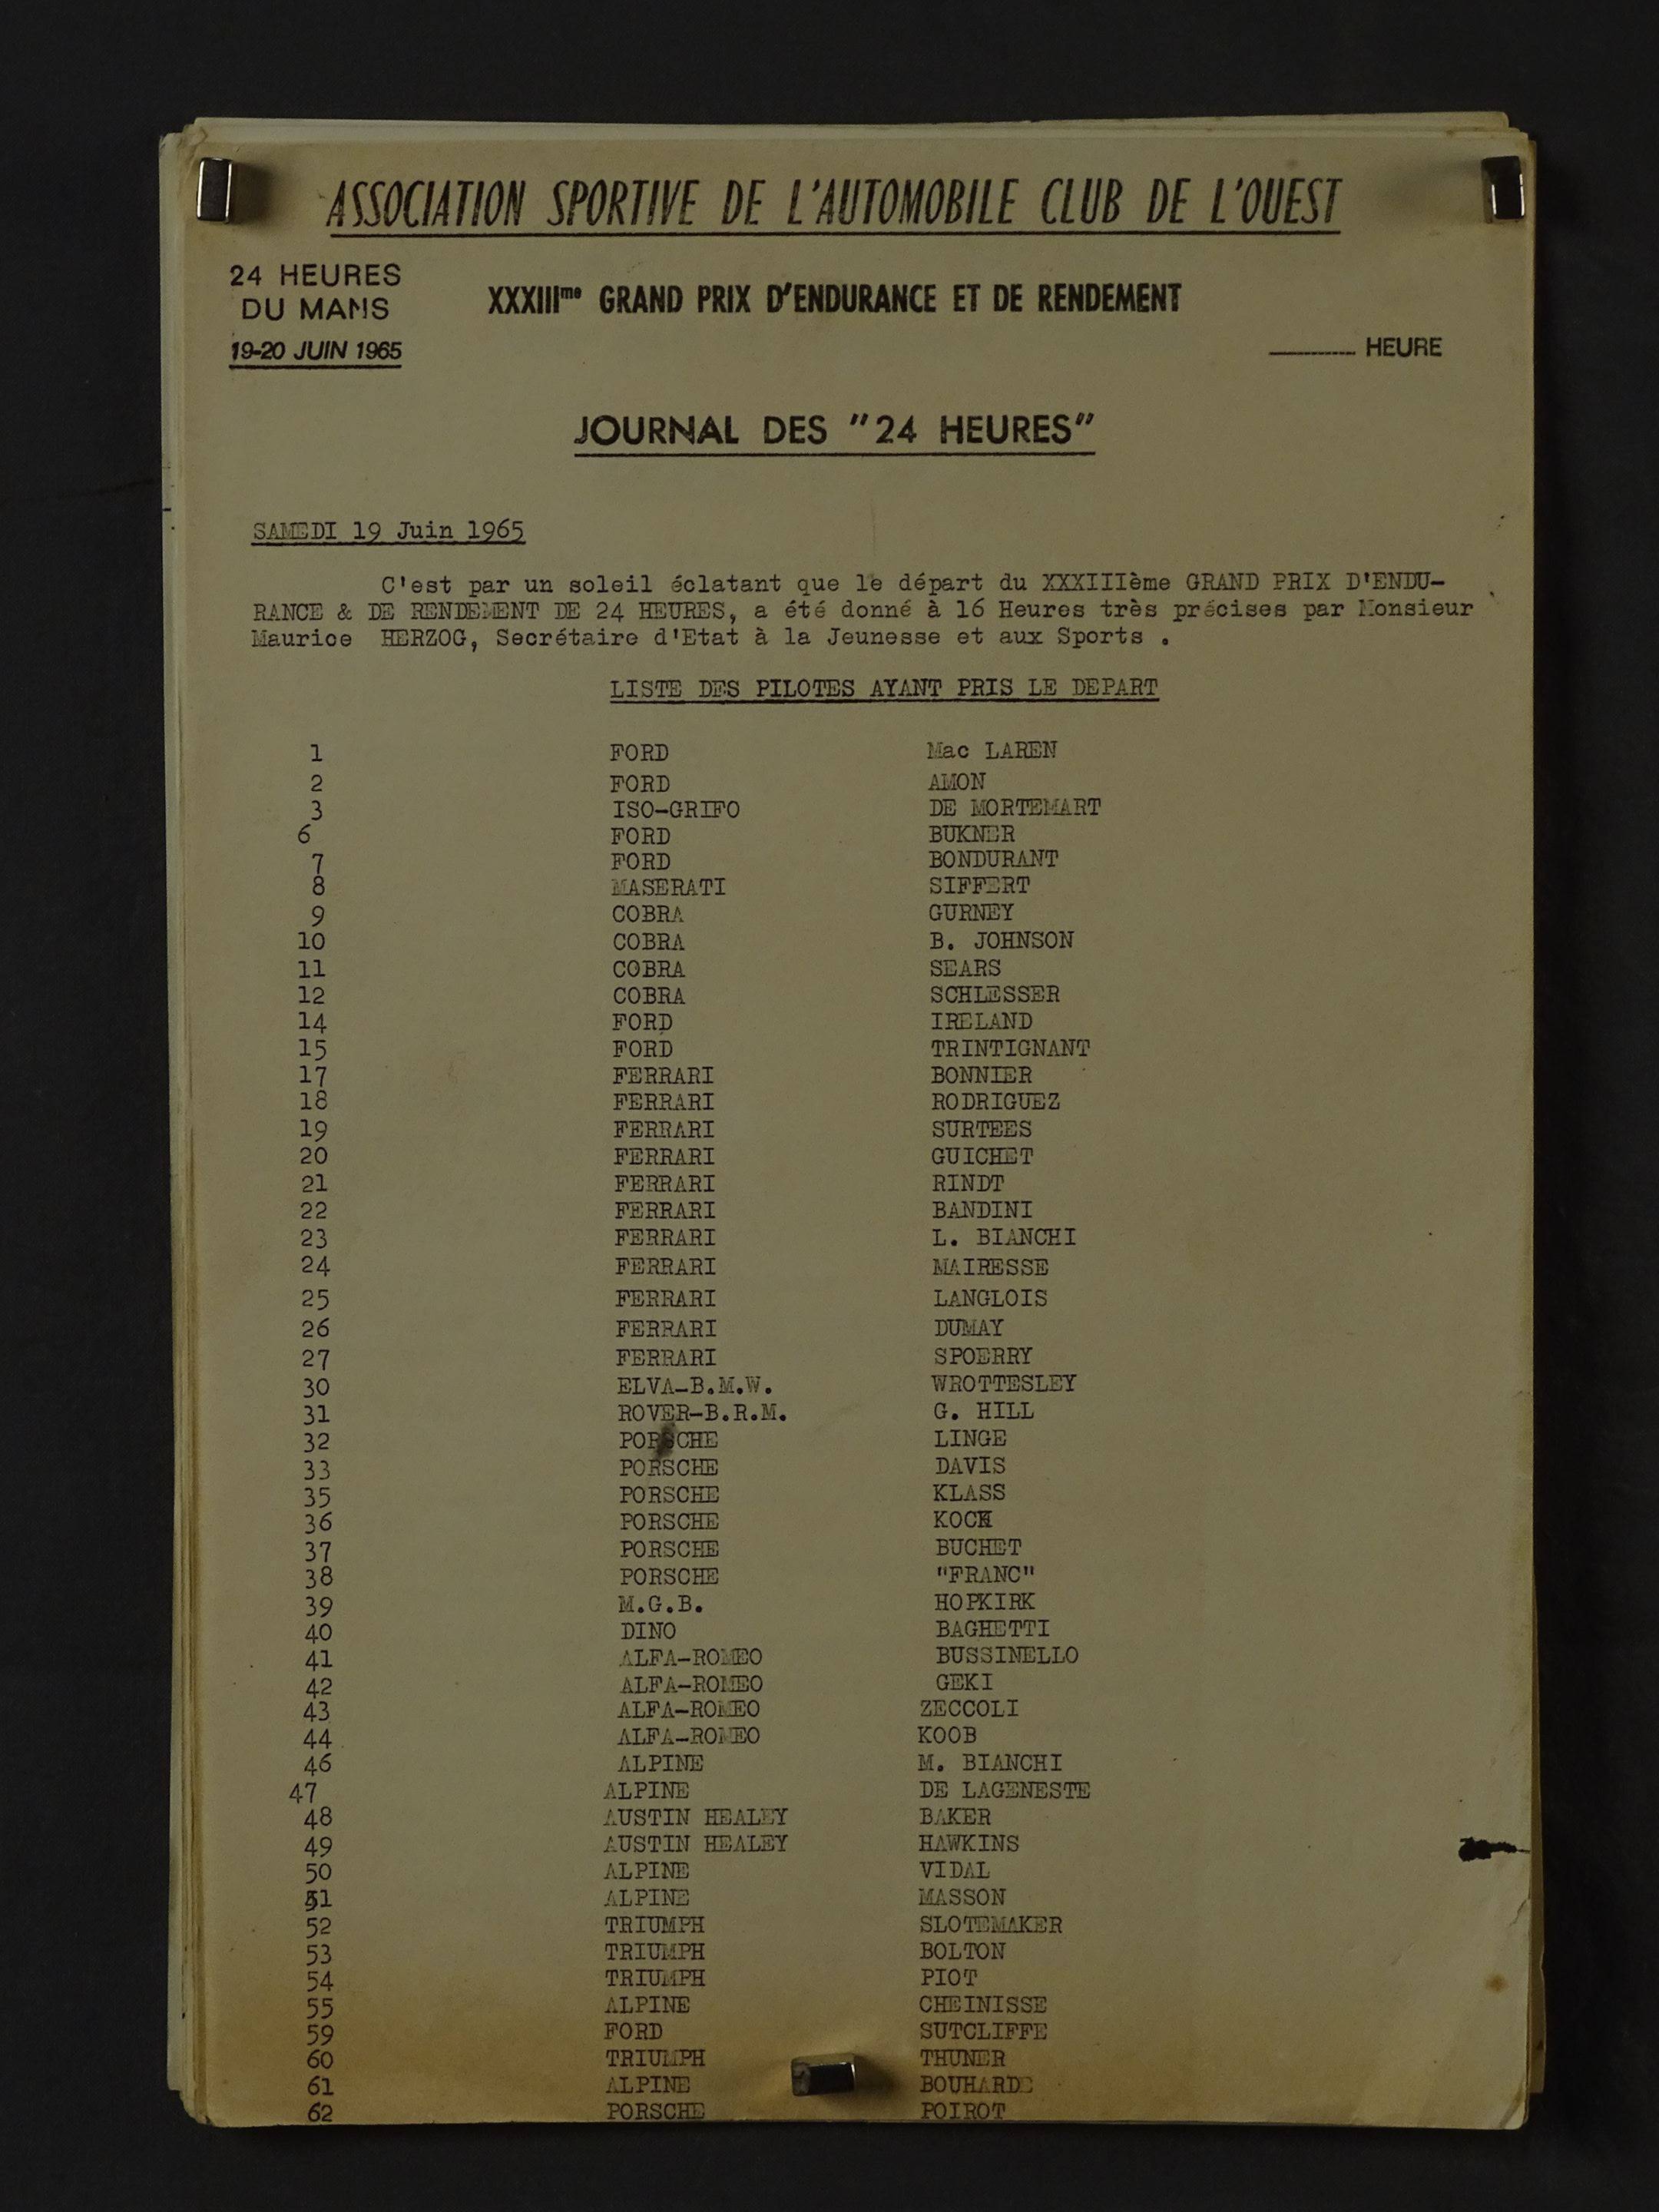 ASSOCIATION SPORTIVE DE L'AUTOMOBILE CLUB DE L'OUEST
24 HEURES
DU MANS
19-20 JUIN 1965
XXXIIIme GRAND PRIX D'ENDURANCE ET DE RENDEMENT
HEURE
JOURNAL DES "24 HEURES"
SAMEDI 19 Juin 1965
C'est par un soleil éclatant que le départ du XXXIIIème GRAND PRIX D'ENDU-
RANCE & DE RENDEMENT DE 24 HEURES, a été donné à 16 Heures très précises par Monsieur
Maurice HERZOG, Secrétaire d'Etat à la Jeunesse et aux Sports .
LISTE DES PILOTES AYANT PRIS LE DEPART
1 FORD Mac LAREN
2 FORD AMON
3 ISO-GRIFO DE MORTEMART
6 FORD BUKNER
7 FORD BONDURANT
8 MASERATI SIFFERT
9 COBRA GURNEY
10 COBRA B. JOHNSON
11 COBRA SEARS
12 COBRA SCHLESSER
14 FORD IRELAND
15 FORD TRINTIGNANT
17 FERRARI BONNIER
18 FERRARI RODRIGUEZ
19 FERRARI SURTEES
20 FERRARI GUICHET
21 FERRARI RINDT
22 FERRARI BANDINI
23 FERRARI L. BIANCHI
24 FERRARI MAIRESSE
25 FERRARI LANGLOIS
26 FERRARI DUMAY
27 FERRARI SPOERRY
30 ELVA-B.M.W. WROTTESLEY
31 ROVER-B.R.M. G. HILL
32 PORSCHE LINGE
33 PORSCHE DAVIS
35 PORSCHE KLASS
36 PORSCHE KOCH
37 PORSCHE BUCHET
38 PORSCHE "FRANC"
39 M.G.B. HOPKIRK
40 DINO BAGHETTI
41 ALFA-ROMEO BUSSINELLO
42 ALFA-ROMEO GEKI
43 ALFA-ROMEO ZECCOLI
44 ALFA-ROMEO KOOB
46 ALPINE M. BIANCHI
47 ALPINE DE LAGENESTE
48 AUSTIN HEALEY BAKER
49 AUSTIN HEALEY HAWKINS
50 ALPINE VIDAL
51 ALPINE MASSON
52 TRIUMPH SLOTEMAKER
53 TRIUMPH BOLTON
54 TRIUMPH PIOT
55 ALPINE CHEINISSE
59 FORD SUTCLIFFE
60 TRIUMPH THUNER
61 ALPINE BOUHARDE
62 PORSCHE POIROT